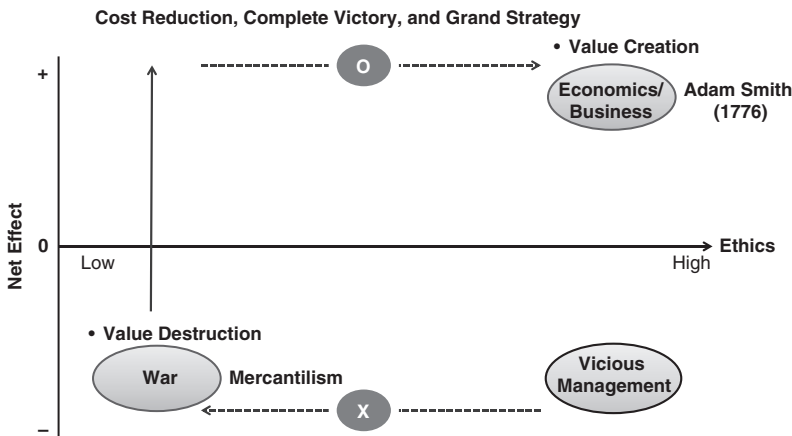 Cost Reduction, Complete Victory, and Grand Strategy
• Value Creation
+
O
Economics/
Business
Adam Smith
(1776)
Net Effect
0
Ethics
Low
High
• Value Destruction
War
Mercantilism
Vicious
Management
X
–